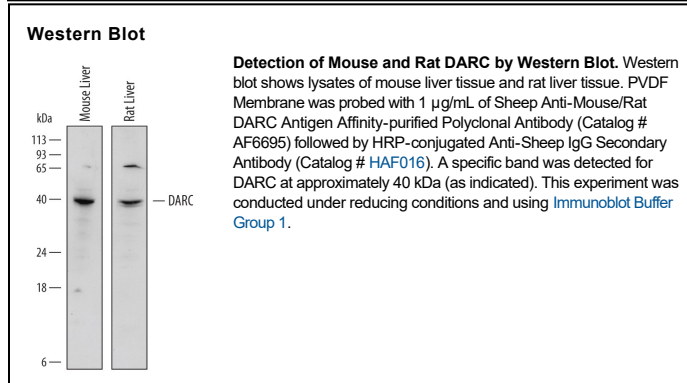 Western Blot
Mouse Liver
Rat Liver
kDa
113
93
65
40
DARC
24
18
6
Detection of Mouse and Rat DARC by Western Blot. Western
blot shows lysates of mouse liver tissue and rat liver tissue. PVDF
Membrane was probed with 1 µg/mL of Sheep Anti-Mouse/Rat
DARC Antigen Affinity-purified Polyclonal Antibody (Catalog #
AF6695) followed by HRP-conjugated Anti-Sheep IgG Secondary
Antibody (Catalog # HAF016). A specific band was detected for
DARC at approximately 40 kDa (as indicated). This experiment was
conducted under reducing conditions and using Immunoblot Buffer
Group 1.